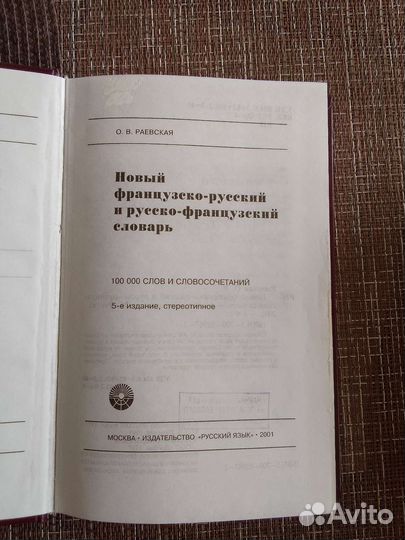 О. В. РАЕВСКАЯ
Новый
французско-русский
и русско-французский
словарь
100 000 СЛОВ И СЛОВОСОЧЕТАНИЙ
5-е издание, стереотипное
МОСКВА • ИЗДАТЕЛЬСТВО «РУССКИЙ ЯЗЫК» • 2001
Avito